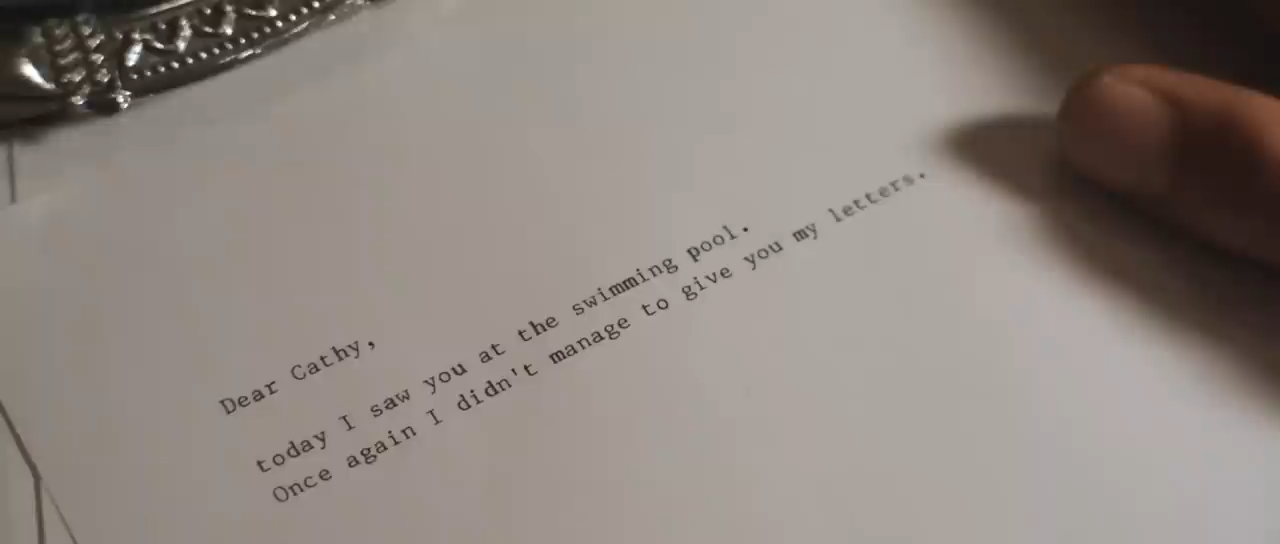 Dear Cathy,
today I saw you at the swimming pool.
Once again I didn't manage to give you my letters.